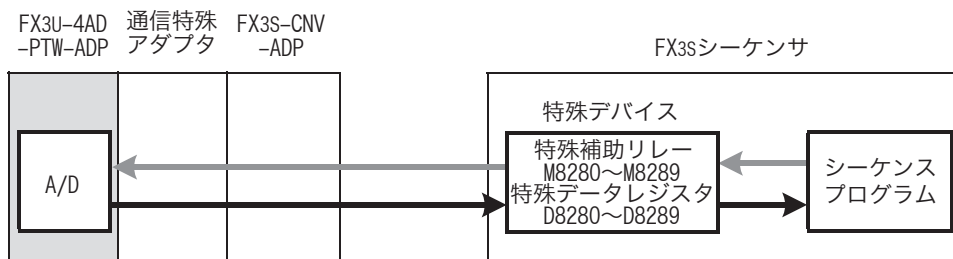 FX3U-4AD
-PTW-ADP
通信特殊
アダプタ
FX3S-CNV
-ADP
FX3Sシーケンサ
特殊デバイス
A/D
特殊補助リレー
M8280～M8289
特殊データレジスタ
D8280～D8289
シーケンス
プログラム